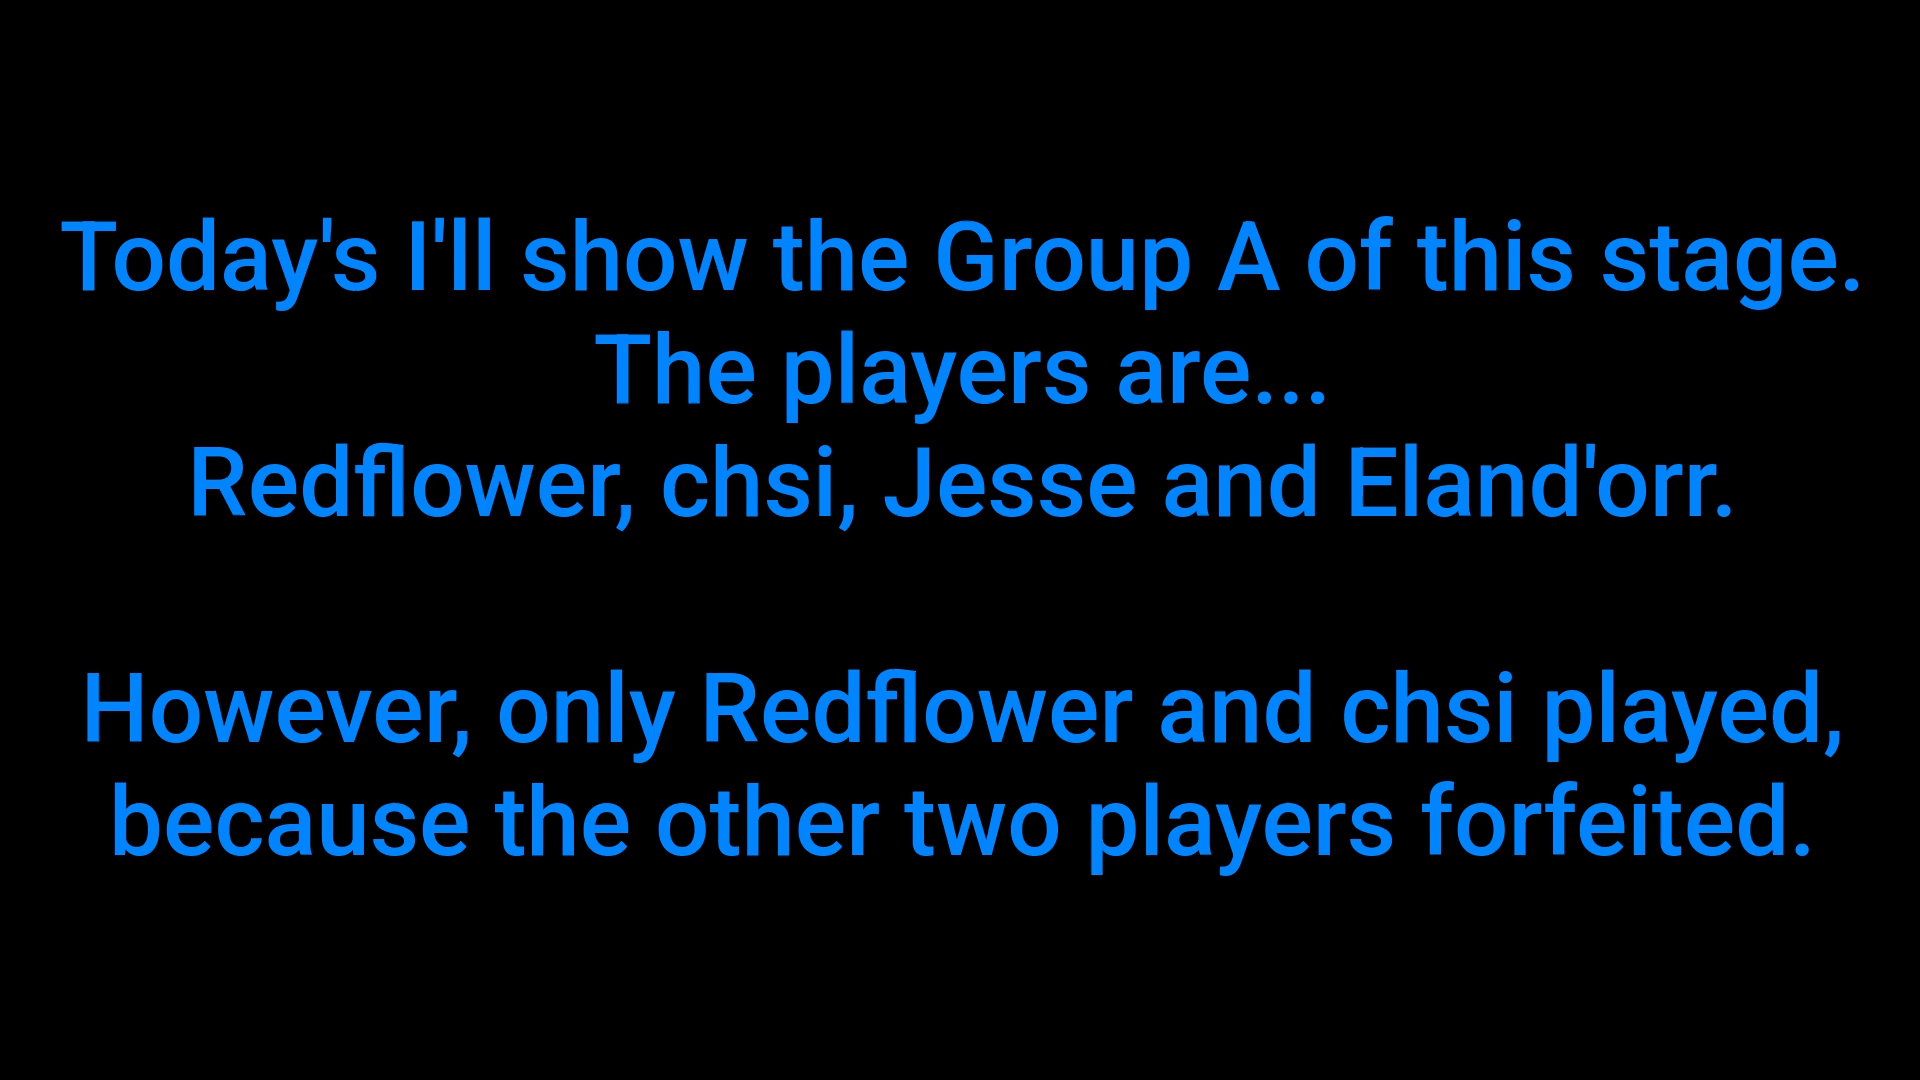 Today's I'll show the Group A of this stage.
The players are...
Redflower, chsi, Jesse and Eland'orr.
However, only Redflower and chsi played,
because the other two players forfeited.